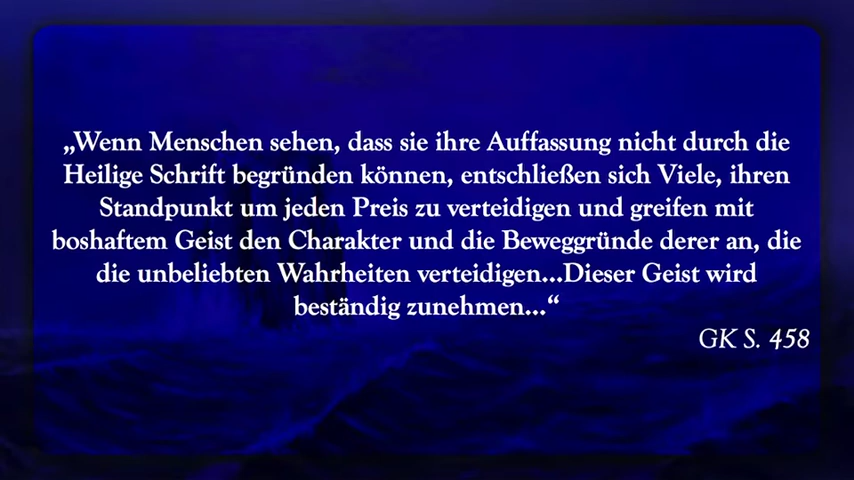 „Wenn Menschen sehen, dass sie ihre Auffassung nicht durch die
Heilige Schrift begründen können, entschließen sich Viele, ihren
Standpunkt um jeden Preis zu verteidigen und greifen mit
boshaftem Geist den Charakter und die Beweggründe derer an, die
die unbeliebten Wahrheiten verteidigen...Dieser Geist wird
beständig zunehmen...“
GK S. 458